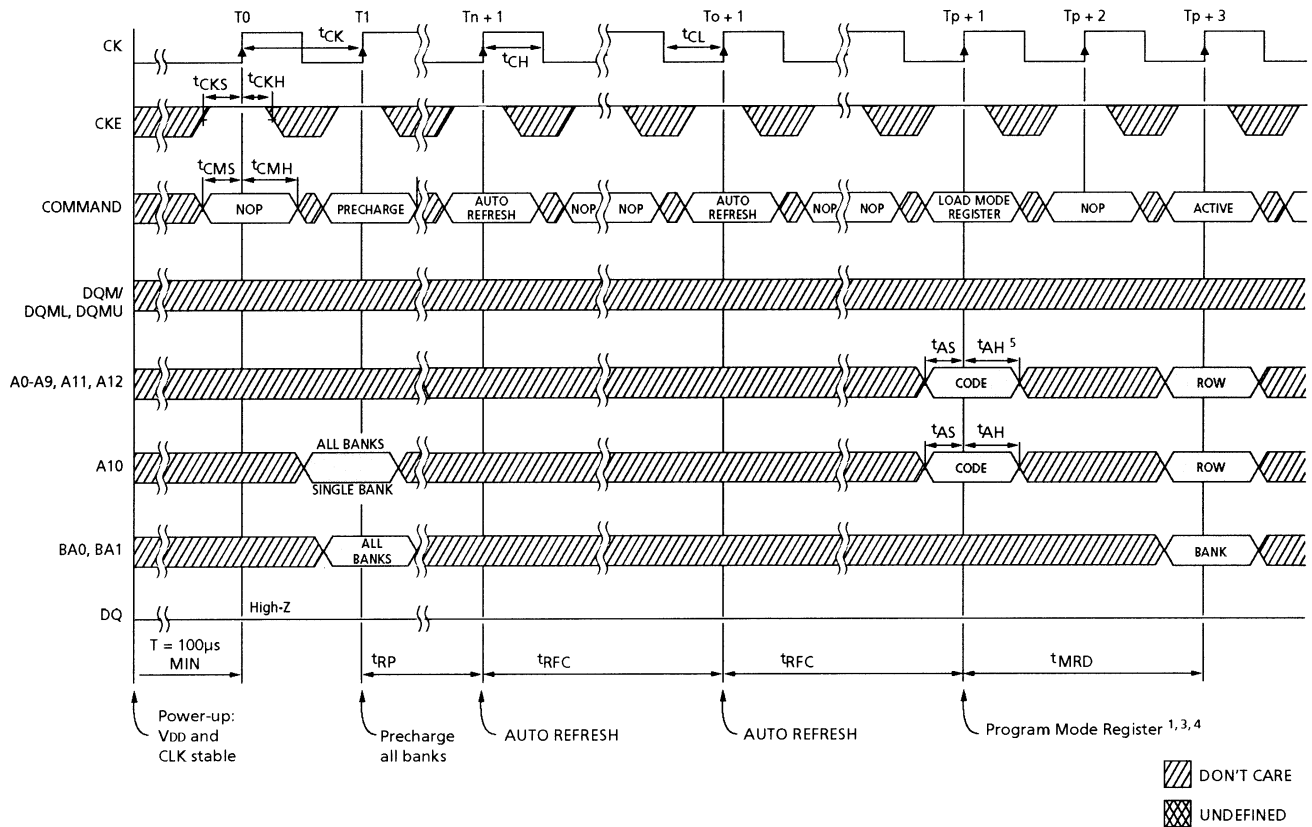 T0 T1 Tn + 1 To + 1 Tp + 1 Tp + 2 Tp + 3
CK tCK tCH tCL
tCKS tCKH
CKE
tCMS tCMH
COMMAND NOP PRECHARGE AUTO REFRESH NOP NOP AUTO REFRESH NOP NOP LOAD MODE REGISTER NOP ACTIVE
DQM/
DQML, DQMU
tAS tAH 5
A0-A9, A11, A12 CODE ROW
ALL BANKS tAS tAH
A10 CODE ROW
SINGLE BANK
BA0, BA1 ALL BANKS BANK
DQ High-Z
T = 100µs
MIN tRP tRFC tRFC tMRD
Power-up:
VDD and
CLK stable
Precharge
all banks
AUTO REFRESH
AUTO REFRESH
Program Mode Register 1, 3, 4
DON'T CARE
UNDEFINED